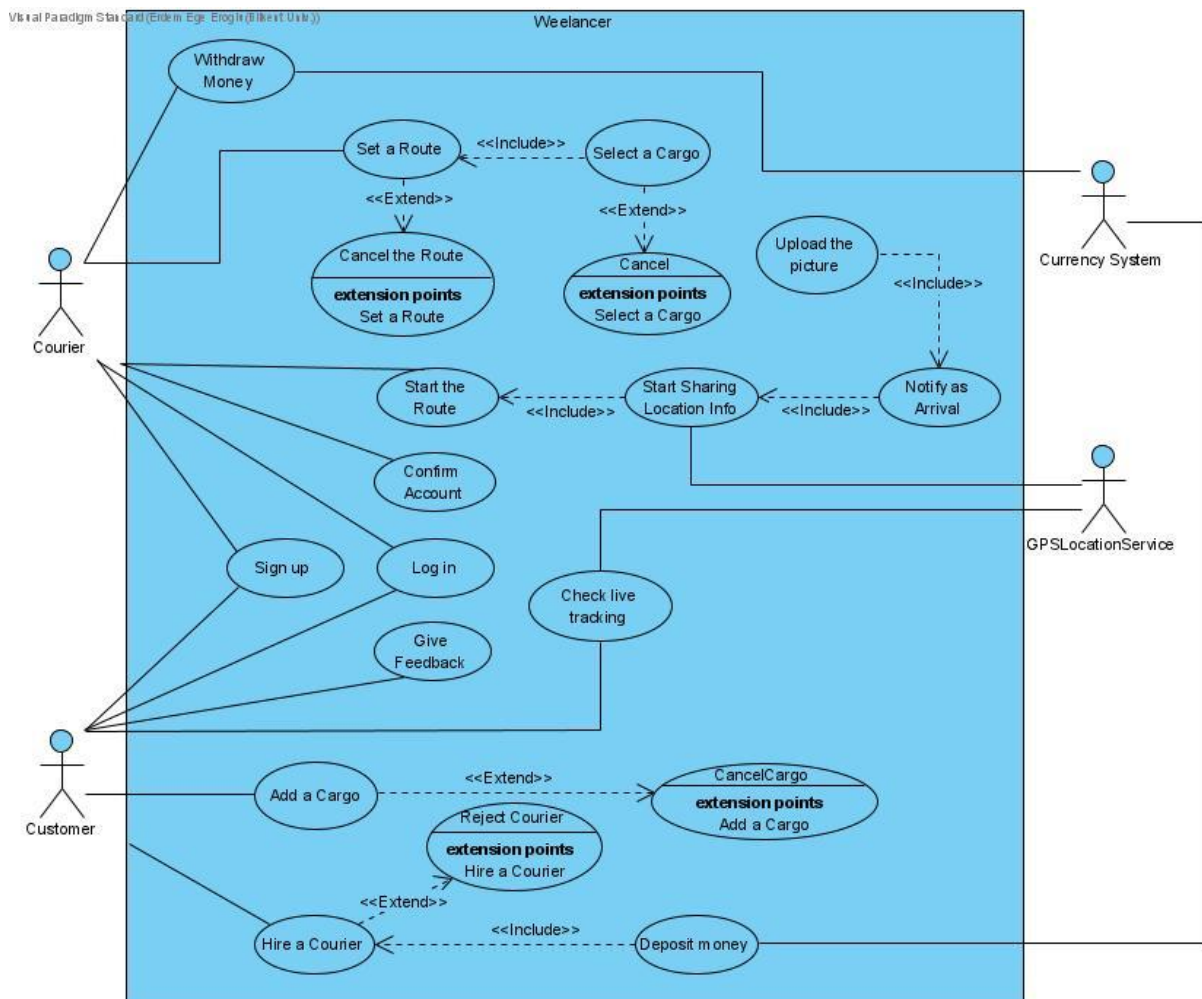 Visual Paradigm Standard (Erdem Ege Eroglu (Bilkent Univ.))
Weelancer
Withdraw
Money
Set a Route
<<Include>>
Select a Cargo
<<Extend>>
<<Extend>>
Cancel the Route
extension points
Set a Route
Cancel
extension points
Select a Cargo
Upload the
picture
<<Include>>
Currency System
Courier
Start the
Route
<<Include>>
Start Sharing
Location Info
<<Include>>
Notify as
Arrival
Confirm
Account
GPSLocationService
Sign up
Log in
Check live
tracking
Give
Feedback
Customer
Add a Cargo
<<Extend>>
CancelCargo
extension points
Add a Cargo
Reject Courier
extension points
Hire a Courier
<<Extend>>
Hire a Courier
<<Include>>
Deposit money